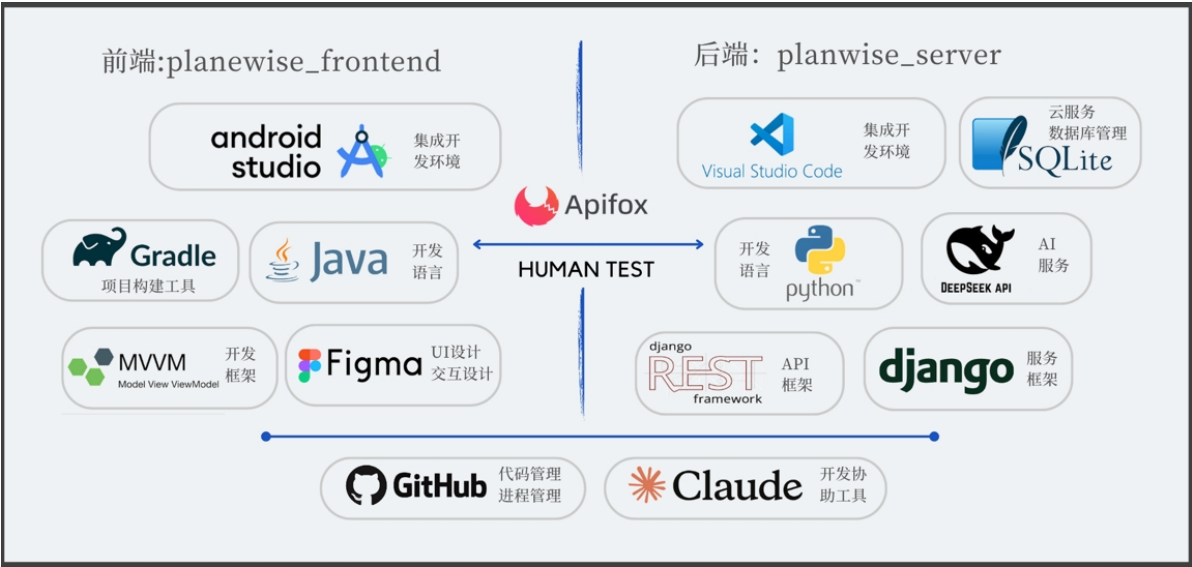 前端:planewise_frontend
后端：planwise_server
android
studio
集成开
发环境
Visual Studio Code
集成开
发环境
云服务
数据库管理
SQLite
Apifox
HUMAN TEST
Gradle
项目构建工具
Java
开发
语言
开发
语言
python™
DEEPSEEK API
AI
服务
MVVM
Model View ViewModel
开发
框架
Figma
UI设计
交互设计
django
REST
framework
API
框架
django
服务
框架
GitHub
代码管理
进程管理
Claude
开发协
助工具